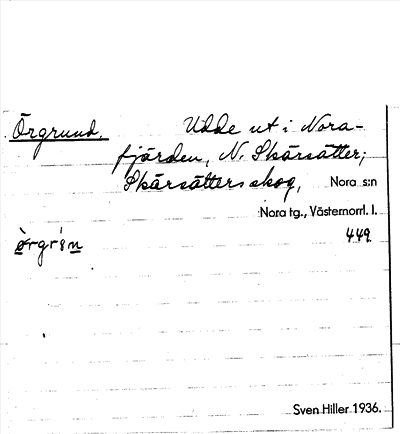 Örgrund. Udde ut i Nora-
fjärden, N. Skärsätter;
Skärsätters skog, Nora s:n
Nora tg., Västernorrl. l.
449
Sven Hiller 1936.